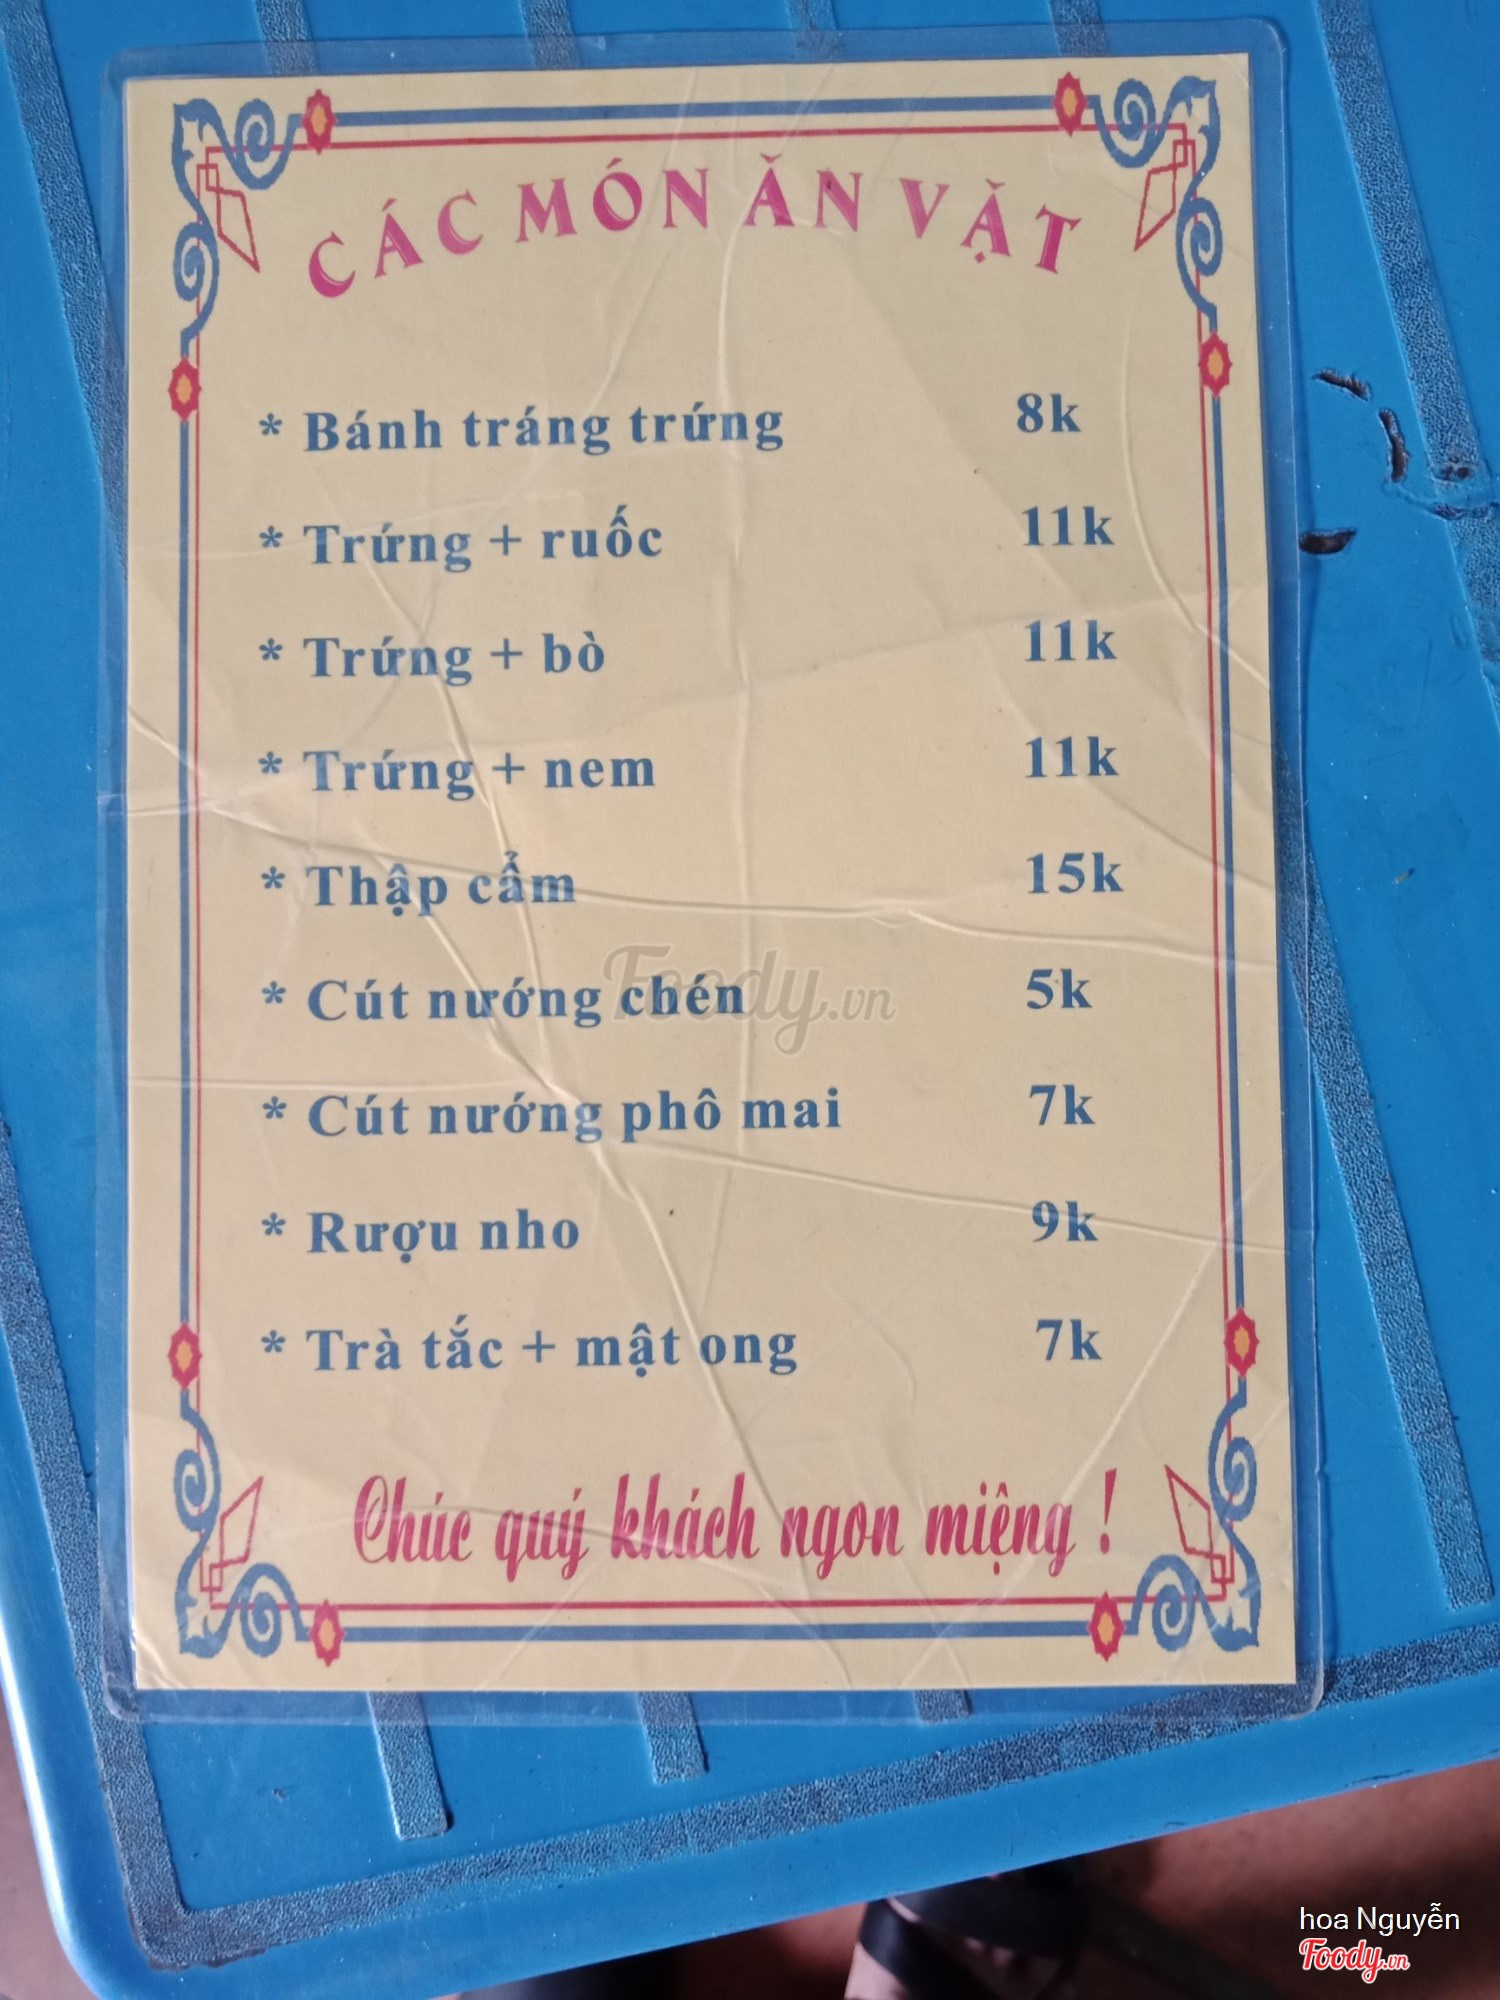 CÁC MÓN ĂN VẶT
* Bánh tráng trứng 8k
* Trứng + ruốc 11k
* Trứng + bò 11k
* Trứng + nem 11k
* Thập cẩm 15k
* Cút nướng chén 5k
Foody.vn
* Cút nướng phô mai 7k
* Rượu nho 9k
* Trà tắc + mật ong 7k
Chúc quý khách ngon miệng !
hoa Nguyễn
Foody.vn